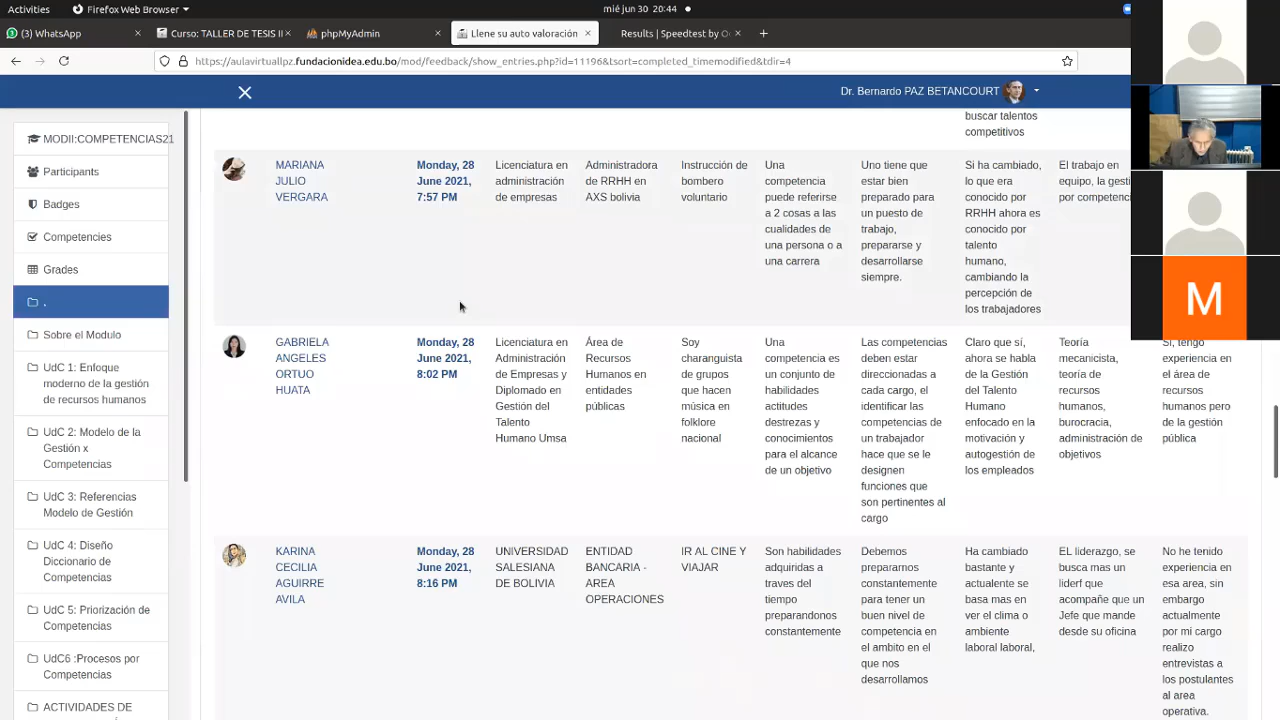 Activities
Firefox Web Browser
mié jun 30 20:44
(3) WhatsApp
Curso: TALLER DE TESIS II
phpMyAdmin
Llene su auto valoración
Results | Speedtest by O
https://aulavirtuallpz.fundacionidea.edu.bo/mod/feedback/show_entries.php?id=11196&tsort=completed_timemodified&tdir=4
Dr. Bernardo PAZ BETANCOURT
MODII:COMPETENCIAS21
Participants
Badges
Competencies
Grades
.
Sobre el Modulo
UdC 1: Enfoque
moderno de la gestión
de recursos humanos
UdC 2: Modelo de la
Gestión x
Competencias
UdC 3: Referencias
Modelo de Gestión
UdC 4: Diseño
Diccionario de
Competencias
UdC 5: Priorización de
Competencias
UdC6 :Procesos por
Competencias
ACTIVIDADES DE
buscar talentos
competitivos
MARIANA
JULIO
VERGARA
Monday, 28
June 2021,
7:57 PM
Licenciatura en
administración
de empresas
Administradora
de RRHH en
AXS bolivia
Instrucción de
bombero
voluntario
Una
competencia
puede referirse
a 2 cosas a las
cualidades de
una persona o a
una carrera
Uno tiene que
estar bien
preparado para
un puesto de
trabajo,
prepararse y
desarrollarse
siempre.
Si ha cambiado,
lo que era
conocido por
RRHH ahora es
conocido por
talento
humano,
cambiando la
percepción de
los trabajadores
El trabajo en
equipo, la gesti
por competenc
GABRIELA
ANGELES
ORTUO
HUATA
Monday, 28
June 2021,
8:02 PM
Licenciatura en
Administración
de Empresas y
Diplomado en
Gestión del
Talento
Humano Umsa
Área de
Recursos
Humanos en
entidades
públicas
Soy
charanguista
de grupos
que hacen
música en
folklore
nacional
Una
competencia es
un conjunto de
habilidades
actitudes
destrezas y
conocimientos
para el alcance
de un objetivo
Las competencias
deben estar
direccionadas a
cada cargo, el
identificar las
competencias de
un trabajador
hace que se le
designen
funciones que
son pertinentes al
cargo
Claro que sí,
ahora se habla
de la Gestión
del Talento
Humano
enfocado en la
motivación y
autogestión de
los empleados
Teoría
mecanicista,
teoría de
recursos
humanos,
burocracia,
administración de
objetivos
Si, tengo
experiencia en
el área de
recursos
humanos pero
de la gestión
pública
KARINA
CECILIA
AGUIRRE
AVILA
Monday, 28
June 2021,
8:16 PM
UNIVERSIDAD
SALESIANA
DE BOLIVIA
ENTIDAD
BANCARIA -
AREA
OPERACIONES
IR AL CINE Y
VIAJAR
Son habilidades
adquiridas a
traves del
tiempo
preparandonos
constantemente
Debemos
prepararnos
constantemente
para tener un
buen nivel de
competencia en
el ambito en el
que nos
desarrollamos
Ha cambiado
bastante y
actualente se
basa mas en
ver el clima o
ambiente
laboral laboral,
EL liderazgo, se
busca mas un
liderf que
acompañe que un
Jefe que mande
desde su oficina
No he tenido
experiencia en
esa area, sin
embargo
actualmente
por mi cargo
realizo
entrevistas a
los postulantes
al area
operativa.
M